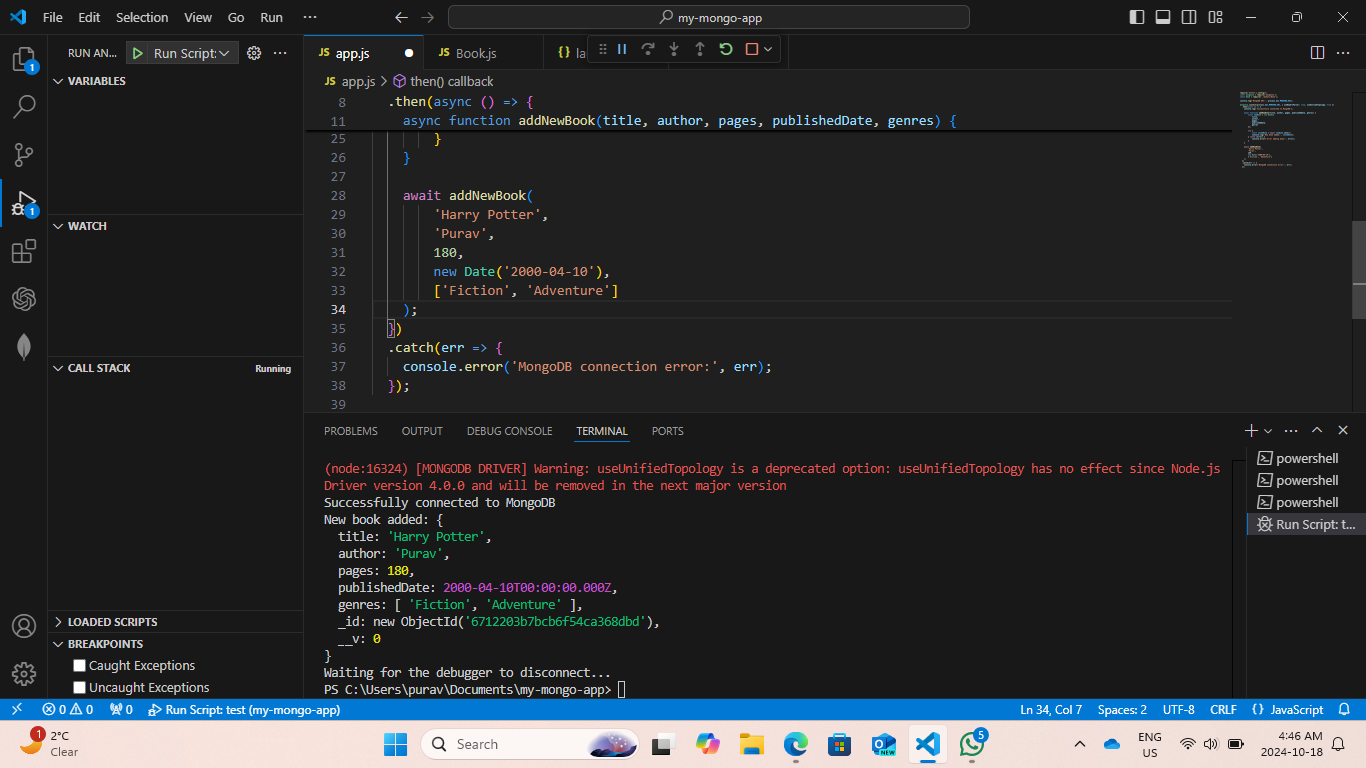 File Edit Selection View Go Run ···
my-mongo-app
RUN AN... Run Script: ···
JS app.js
JS Book.js
{ } la
JS app.js > then() callback
VARIABLES
WATCH
CALL STACK Running
LOADED SCRIPTS
BREAKPOINTS
Caught Exceptions
Uncaught Exceptions
1
1
8 .then(async () => {
11 async function addNewBook(title, author, pages, publishedDate, genres) {
25 }
26 }
27
28 await addNewBook(
29 'Harry Potter',
30 'Purav',
31 180,
32 new Date('2000-04-10'),
33 ['Fiction', 'Adventure']
34 );
35 })
36 .catch(err => {
37 console.error('MongoDB connection error:', err);
38 });
39
PROBLEMS OUTPUT DEBUG CONSOLE TERMINAL PORTS
(node:16324) [MONGODB DRIVER] Warning: useUnifiedTopology is a deprecated option: useUnifiedTopology has no effect since Node.js
Driver version 4.0.0 and will be removed in the next major version
Successfully connected to MongoDB
New book added: {
title: 'Harry Potter',
author: 'Purav',
pages: 180,
publishedDate: 2000-04-10T00:00:00.000Z,
genres: [ 'Fiction', 'Adventure' ],
_id: new ObjectId('6712203b7bcb6f54ca368dbd'),
__v: 0
}
Waiting for the debugger to disconnect...
PS C:\Users\purav\Documents\my-mongo-app>
powershell
powershell
powershell
Run Script: t...
0 0 0 Run Script: test (my-mongo-app)
Ln 34, Col 7 Spaces: 2 UTF-8 CRLF { } JavaScript
1
2°C
Clear
Search
NEW
5
ENG
US
4:46 AM
2024-10-18